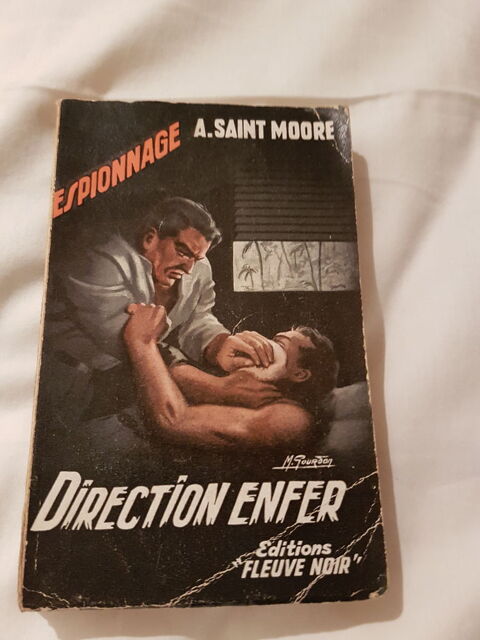 ESPIONNAGE
A. SAINT MOORE
M. Gourdon
DIRECTION ENFER
Editions
"FLEUVE NOIR"